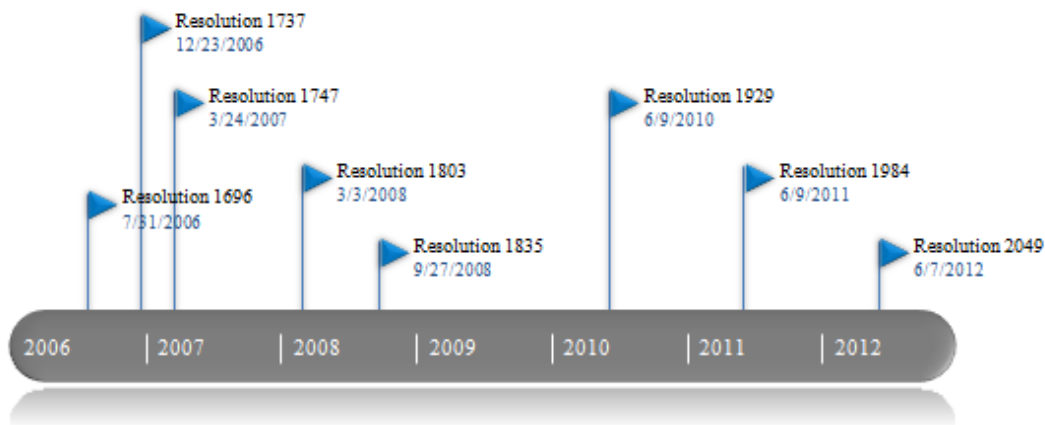 Resolution 1737
12/23/2006
Resolution 1747
3/24/2007
Resolution 1929
6/9/2010
Resolution 1803
3/3/2008
Resolution 1984
6/9/2011
Resolution 1696
7/31/2006
Resolution 1835
9/27/2008
Resolution 2049
6/7/2012
2006 2007 2008 2009 2010 2011 2012